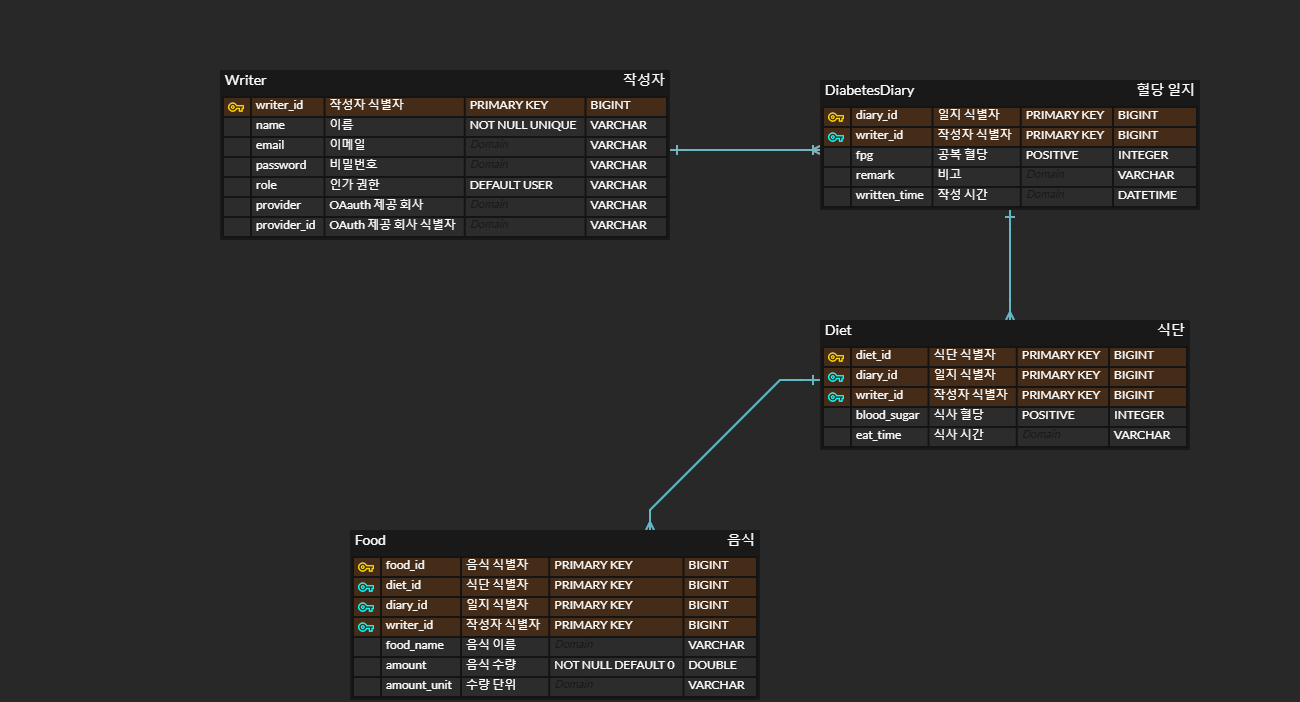 Writer 작성자
writer_id 작성자 식별자 PRIMARY KEY BIGINT
name 이름 NOT NULL UNIQUE VARCHAR
email 이메일 Domain VARCHAR
password 비밀번호 Domain VARCHAR
role 인가 권한 DEFAULT USER VARCHAR
provider OAauth 제공 회사 Domain VARCHAR
provider_id OAuth 제공 회사 식별자 Domain VARCHAR
DiabetesDiary 혈당 일지
diary_id 일지 식별자 PRIMARY KEY BIGINT
writer_id 작성자 식별자 PRIMARY KEY BIGINT
fpg 공복 혈당 POSITIVE INTEGER
remark 비고 Domain VARCHAR
written_time 작성 시간 Domain DATETIME
Diet 식단
diet_id 식단 식별자 PRIMARY KEY BIGINT
diary_id 일지 식별자 PRIMARY KEY BIGINT
writer_id 작성자 식별자 PRIMARY KEY BIGINT
blood_sugar 식사 혈당 POSITIVE INTEGER
eat_time 식사 시간 Domain VARCHAR
Food 음식
food_id 음식 식별자 PRIMARY KEY BIGINT
diet_id 식단 식별자 PRIMARY KEY BIGINT
diary_id 일지 식별자 PRIMARY KEY BIGINT
writer_id 작성자 식별자 PRIMARY KEY BIGINT
food_name 음식 이름 Domain VARCHAR
amount 음식 수량 NOT NULL DEFAULT 0 DOUBLE
amount_unit 수량 단위 Domain VARCHAR